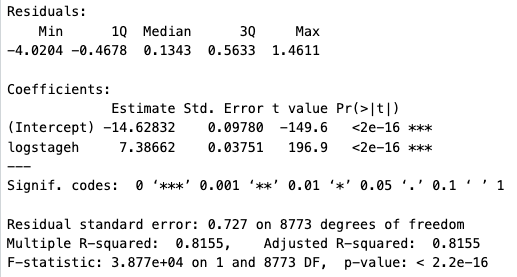 Residuals:
Min 1Q Median 3Q Max
-4.0204 -0.4678 0.1343 0.5633 1.4611
Coefficients:
Estimate Std. Error t value Pr(>|t|)
(Intercept) -14.62832 0.09780 -149.6 <2e-16 ***
logstageh 7.38662 0.03751 196.9 <2e-16 ***
---
Signif. codes: 0 ‘***’ 0.001 ‘**’ 0.01 ‘*’ 0.05 ‘.’ 0.1 ‘ ’ 1
Residual standard error: 0.727 on 8773 degrees of freedom
Multiple R-squared: 0.8155, Adjusted R-squared: 0.8155
F-statistic: 3.877e+04 on 1 and 8773 DF, p-value: < 2.2e-16